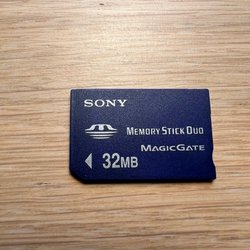 SONY
MEMORY STICK DUO
MAGICGATE
32MB